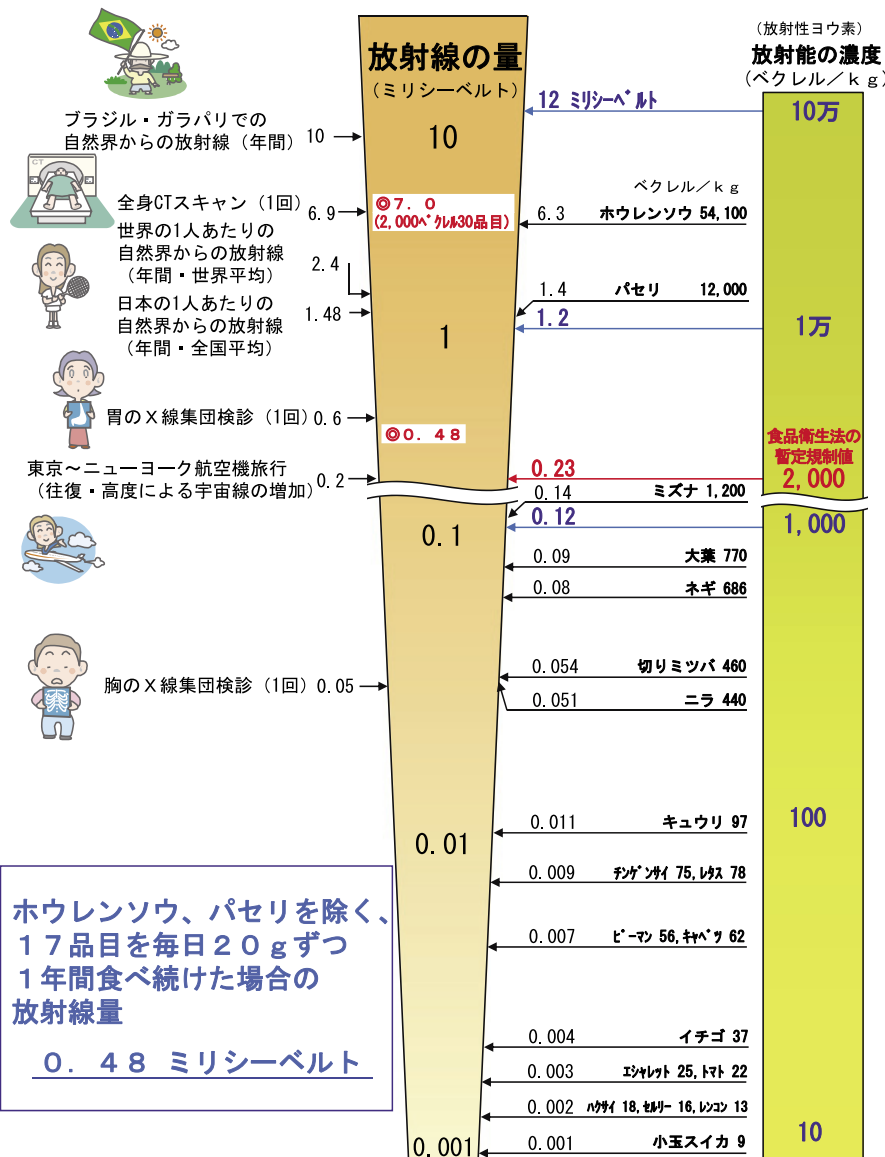 放射線の量
(ミリシーベルト)
(放射性ヨウ素)
放射能の濃度
(ベクレル/kg)
12 ミリシーベルト
10万
ブラジル・ガラパリでの
自然界からの放射線(年間) 10
10
CT
全身CTスキャン(1回) 6.9
◎7.0
(2,000ベクレル30品目)
ベクレル/kg
6.3 ホウレンソウ 54,100
世界の1人あたりの
自然界からの放射線
(年間・世界平均)
2.4
日本の1人あたりの
自然界からの放射線
(年間・全国平均)
1.48
1
1.4 パセリ 12,000
1.2
1万
胃のX線集団検診(1回) 0.6
◎0.48
食品衛生法の
暫定規制値
2,000
0.23
東京~ニューヨーク航空機旅行
(往復・高度による宇宙線の増加) 0.2
0.14 ミズナ 1,200
0.12
1,000
0.1
0.09 大葉 770
0.08 ネギ 686
胸のX線集団検診(1回) 0.05
0.054 切りミツバ 460
0.051 ニラ 440
100
0.01
0.011 キュウリ 97
0.009 チンゲンサイ 75,レタス 78
0.007 ピーマン 56,キャベツ 62
ホウレンソウ、パセリを除く、
17品目を毎日20gずつ
1年間食べ続けた場合の
放射線量
0.48 ミリシーベルト
0.004 イチゴ 37
0.003 エシャレット 25,トマト 22
0.002 ハクサイ 18,セルリー 16,レンコン 13
10
0.001
0.001 小玉スイカ 9